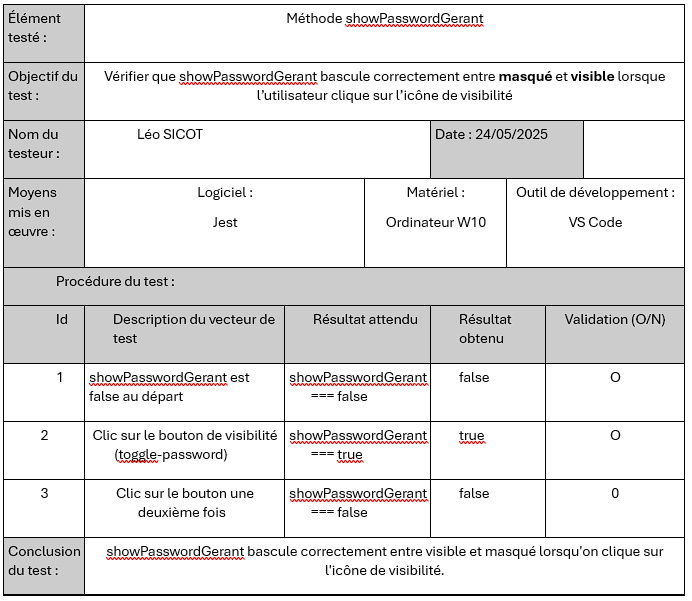 Élément
testé :
Méthode showPasswordGerant
Objectif du
test :
Vérifier que showPasswordGerant bascule correctement entre masqué et visible lorsque
l'utilisateur clique sur l'icône de visibilité
Nom du
testeur :
Léo SICOT
Date : 24/05/2025
Moyens
mis en
œuvre :
Logiciel :
Jest
Matériel :
Ordinateur W10
Outil de développement :
VS Code
Procédure du test :
Id
Description du vecteur de
test
Résultat attendu
Résultat
obtenu
Validation (O/N)
1
showPasswordGerant est
false au départ
showPasswordGerant
=== false
false
O
2
Clic sur le bouton de visibilité
(toggle-password)
showPasswordGerant
=== true
true
O
3
Clic sur le bouton une
deuxième fois
showPasswordGerant
=== false
false
0
Conclusion
du test :
showPasswordGerant bascule correctement entre visible et masqué lorsqu'on clique sur
l'icône de visibilité.